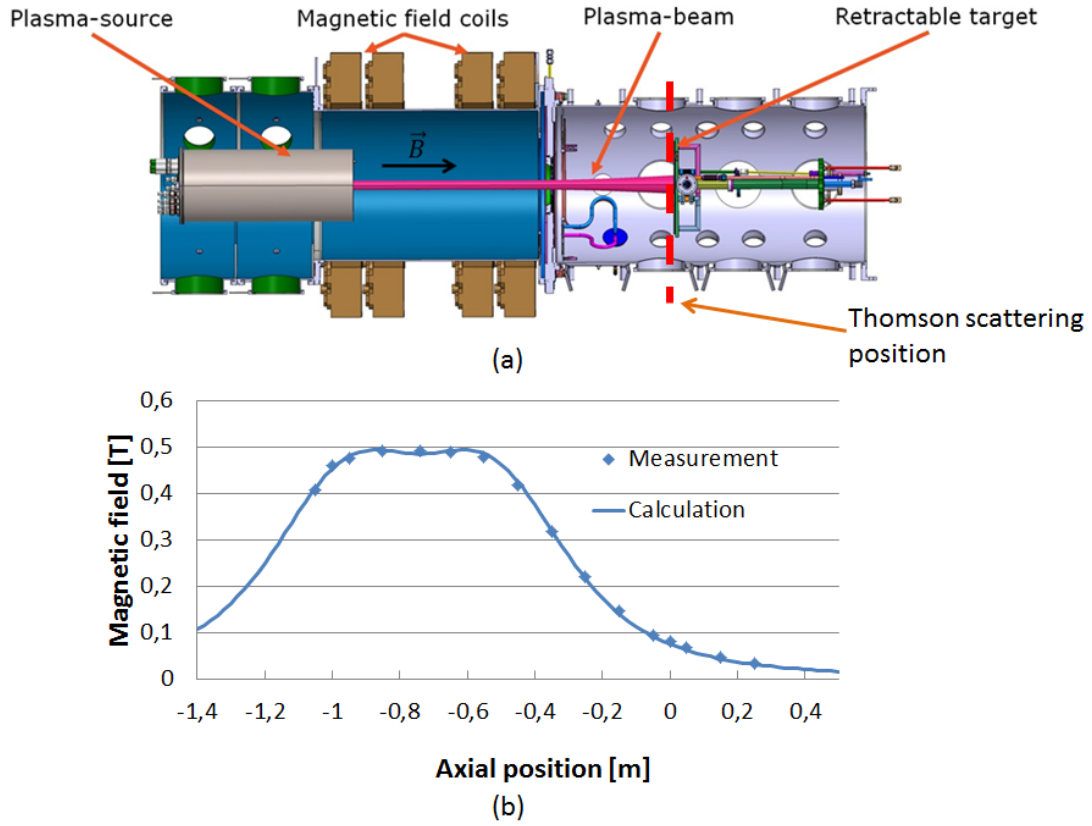 Plasma-source
Magnetic field coils
Plasma-beam
Retractable target
B
Thomson scattering
position
(a)
Magnetic field [T]
0,6
0,5
0,4
0,3
0,2
0,1
0
Measurement
Calculation
-1,4 -1,2 -1 -0,8 -0,6 -0,4 -0,2 0 0,2 0,4
Axial position [m]
(b)